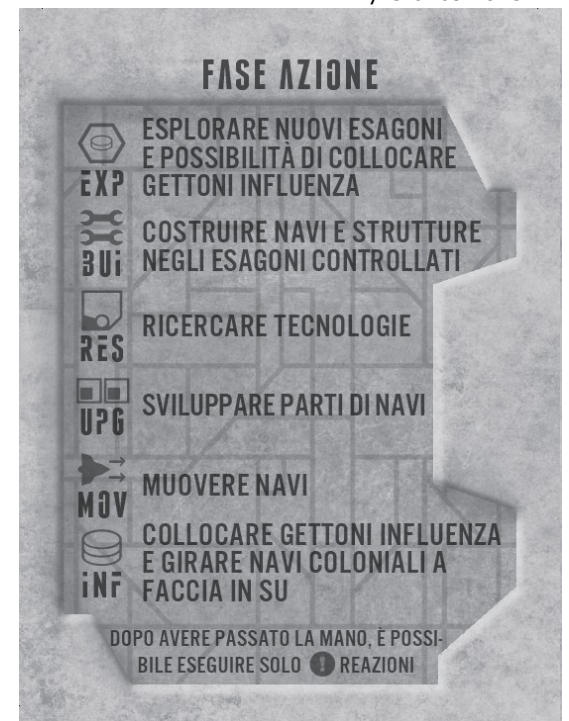 FASE AZIONE
ESPLORARE NUOVI ESAGONI
E POSSIBILITÀ DI COLLOCARE
EXP GETTONI INFLUENZA
COSTRUIRE NAVI E STRUTTURE
BUi NEGLI ESAGONI CONTROLLATI
RICERCARE TECNOLOGIE
RES
SVILUPPARE PARTI DI NAVI
UPG
MUOVERE NAVI
MOV
COLLOCARE GETTONI INFLUENZA
E GIRARE NAVI COLONIALI A
iNF FACCIA IN SU
DOPO AVERE PASSATO LA MANO, È POSSI-
BILE ESEGUIRE SOLO ! REAZIONI